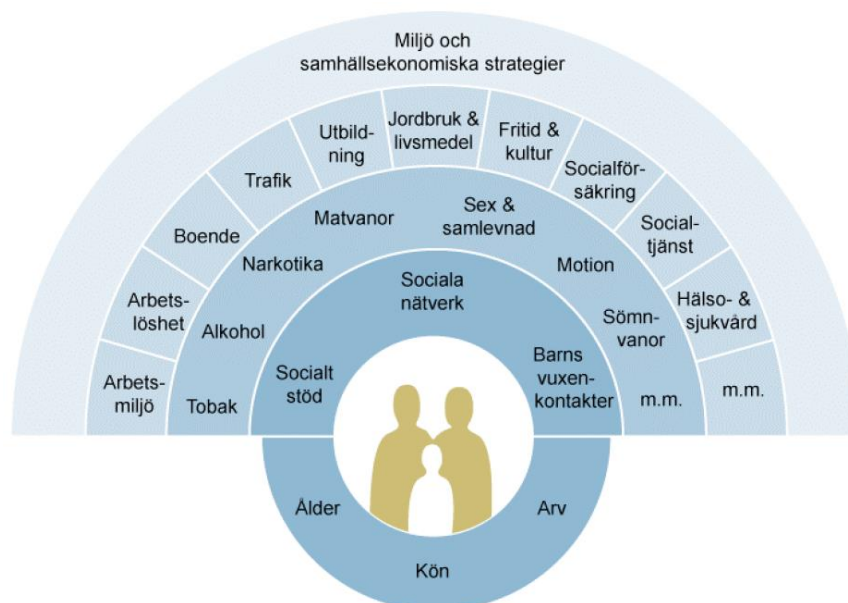 Miljö och
samhällsekonomiska strategier
Arbets-
miljö
Arbets-
löshet
Boende
Trafik
Utbild-
ning
Jordbruk &
livsmedel
Fritid &
kultur
Socialför-
säkring
Social-
tjänst
Hälso- &
sjukvård
m.m.
Tobak
Alkohol
Narkotika
Matvanor
Sex &
samlevnad
Motion
Sömn-
vanor
m.m.
Socialt
stöd
Sociala
nätverk
Barns
vuxen-
kontakter
Ålder
Kön
Arv